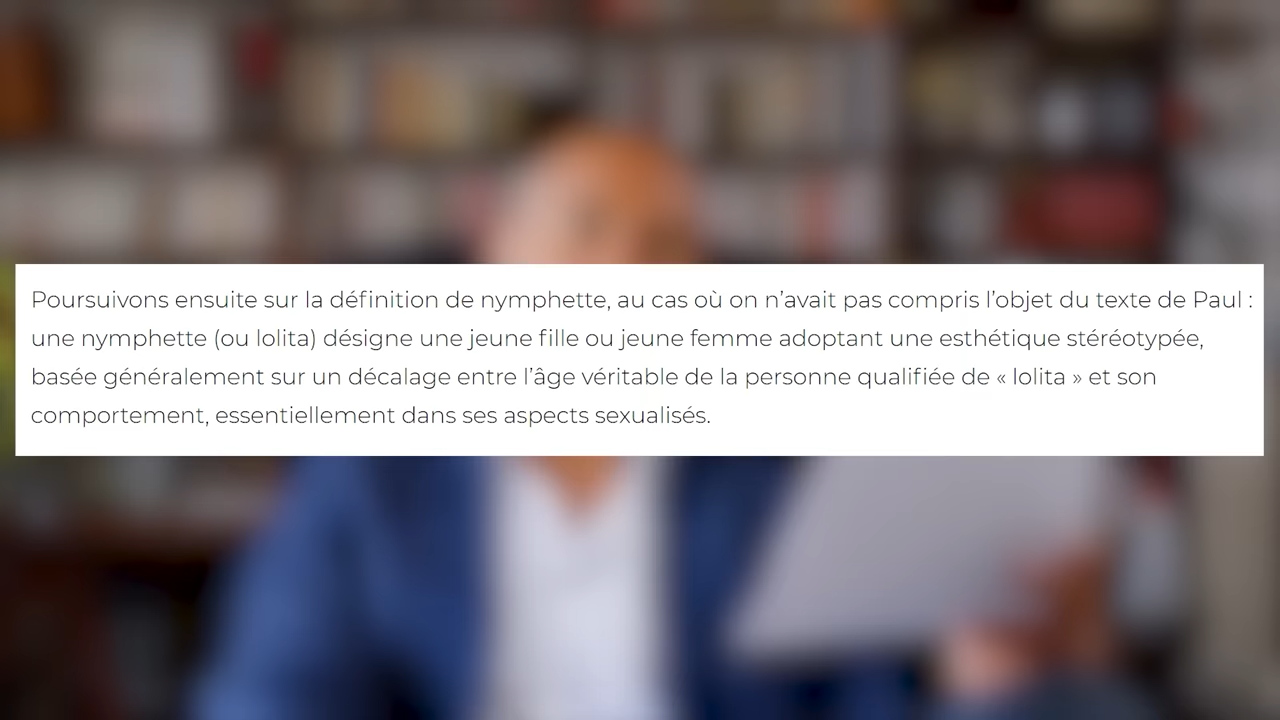 Poursuivons ensuite sur la définition de nymphette, au cas où on n’avait pas compris l’objet du texte de Paul :
une nymphette (ou lolita) désigne une jeune fille ou jeune femme adoptant une esthétique stéréotypée,
basée généralement sur un décalage entre l’âge véritable de la personne qualifiée de « lolita » et son
comportement, essentiellement dans ses aspects sexualisés.